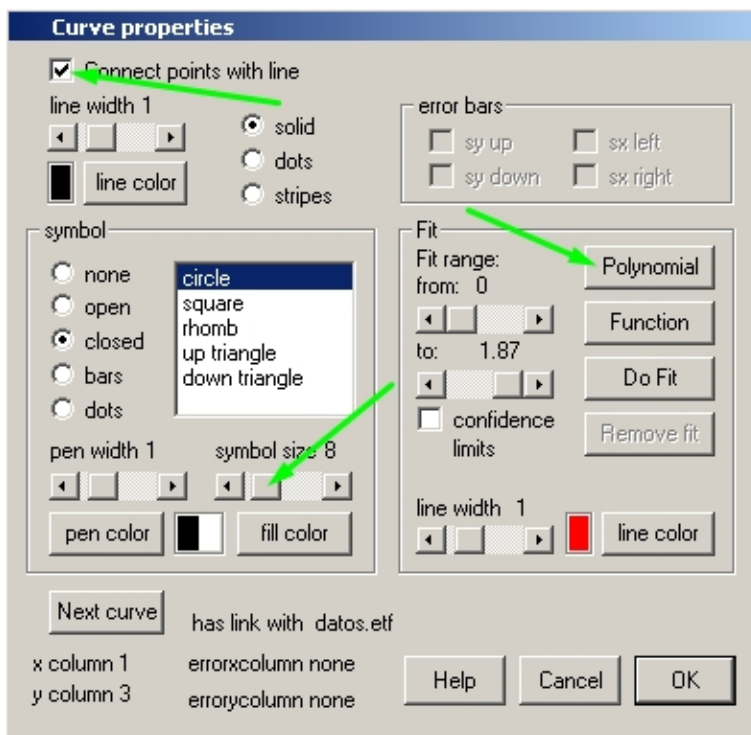 Curve properties
Connect points with line
line width 1
solid
dots
stripes
line color
error bars
sy up
sx left
sy down
sx right
symbol
none
open
closed
bars
dots
circle
square
rhomb
up triangle
down triangle
pen width 1
symbol size 8
pen color
fill color
Fit
Fit range:
from: 0
to: 1.87
confidence
limits
Polynomial
Function
Do Fit
Remove fit
line width 1
line color
Next curve
has link with datos.etf
x column 1
errorxcolumn none
y column 3
errorycolumn none
Help
Cancel
OK